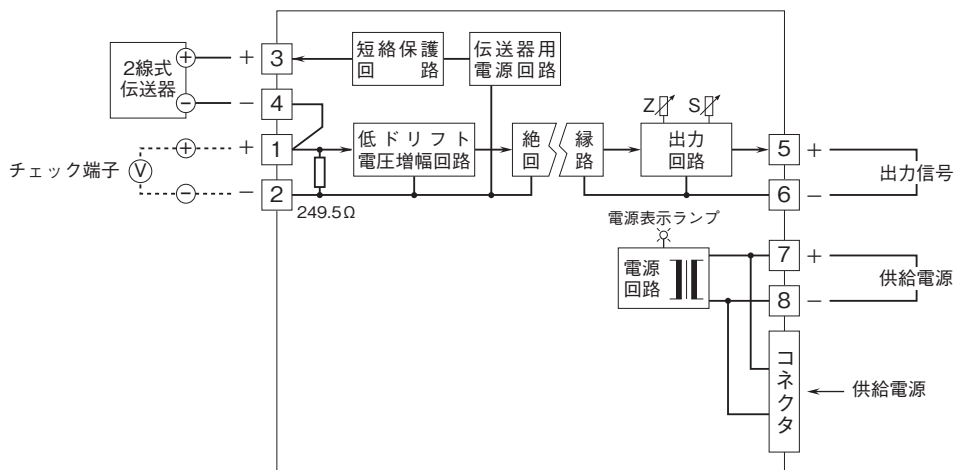 2線式
伝送器
+
−
+ 3
− 4
短絡保護
回路
伝送器用
電源回路
チェック端子
V
+
−
+ 1
− 2
249.5Ω
低ドリフト
電圧増幅回路
絶縁
回路
Z
S
出力
回路
5 +
6 −
出力信号
電源表示ランプ
電源
回路
7 +
8 −
供給電源
コネクタ
供給電源